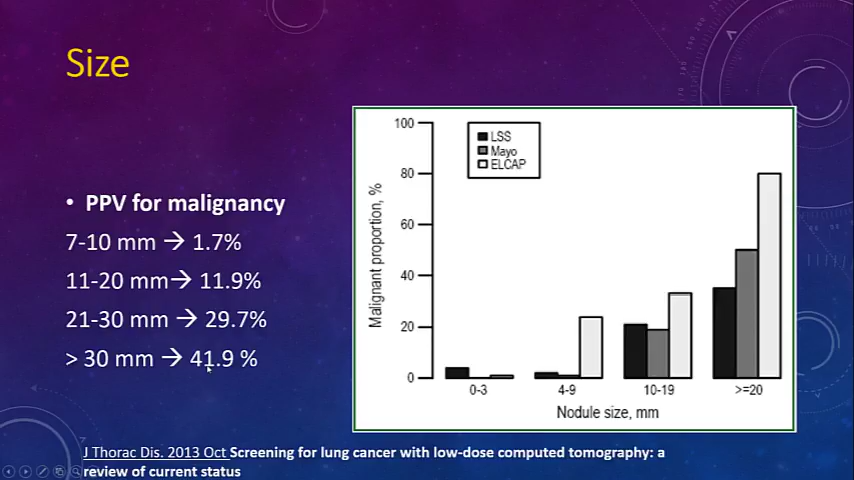 Size
• PPV for malignancy
7-10 mm → 1.7%
11-20 mm→ 11.9%
21-30 mm → 29.7%
> 30 mm → 41.9 %
LSS
Mayo
ELCAP
Malignant proportion, %
100
80
60
40
20
0
0-3 4-9 10-19 >=20
Nodule size, mm
J Thorac Dis. 2013 Oct Screening for lung cancer with low-dose computed tomography: a
review of current status